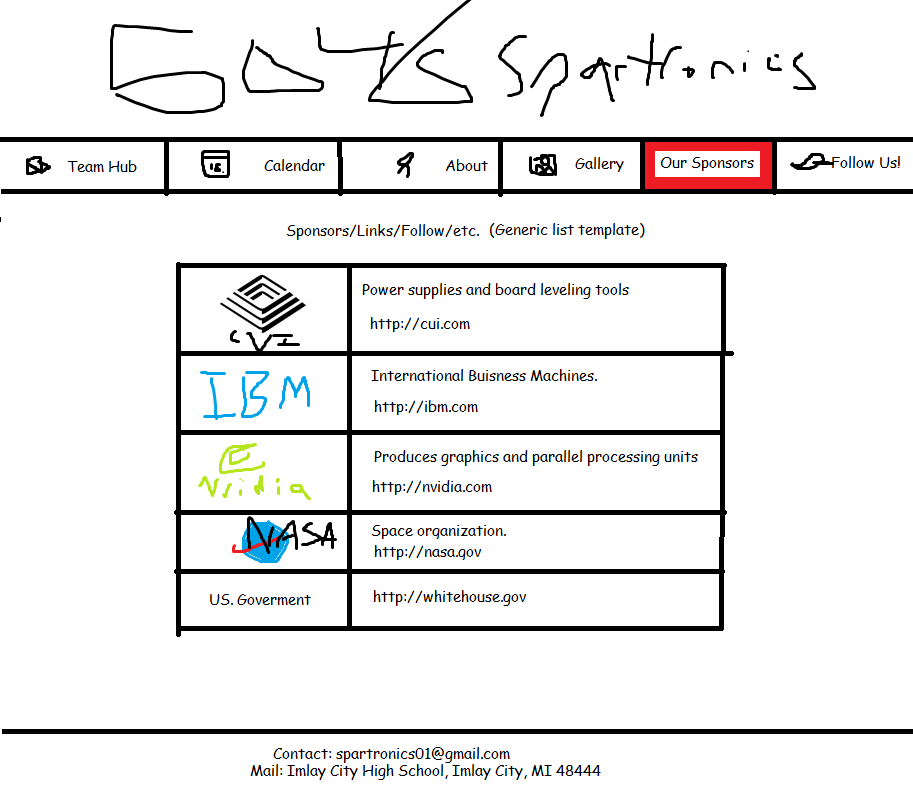 Spartronics
Team Hub
Calendar
About
Gallery
Our Sponsors
Follow Us!
Sponsors/Links/Follow/etc. (Generic list template)
CUI
Power supplies and board leveling tools
http://cui.com
IBM
International Buisness Machines.
http://ibm.com
Nvidia
Produces graphics and parallel processing units
http://nvidia.com
NASA
Space organization.
http://nasa.gov
US. Goverment
http://whitehouse.gov
Contact: spartronics01@gmail.com
Mail: Imlay City High School, Imlay City, MI 48444